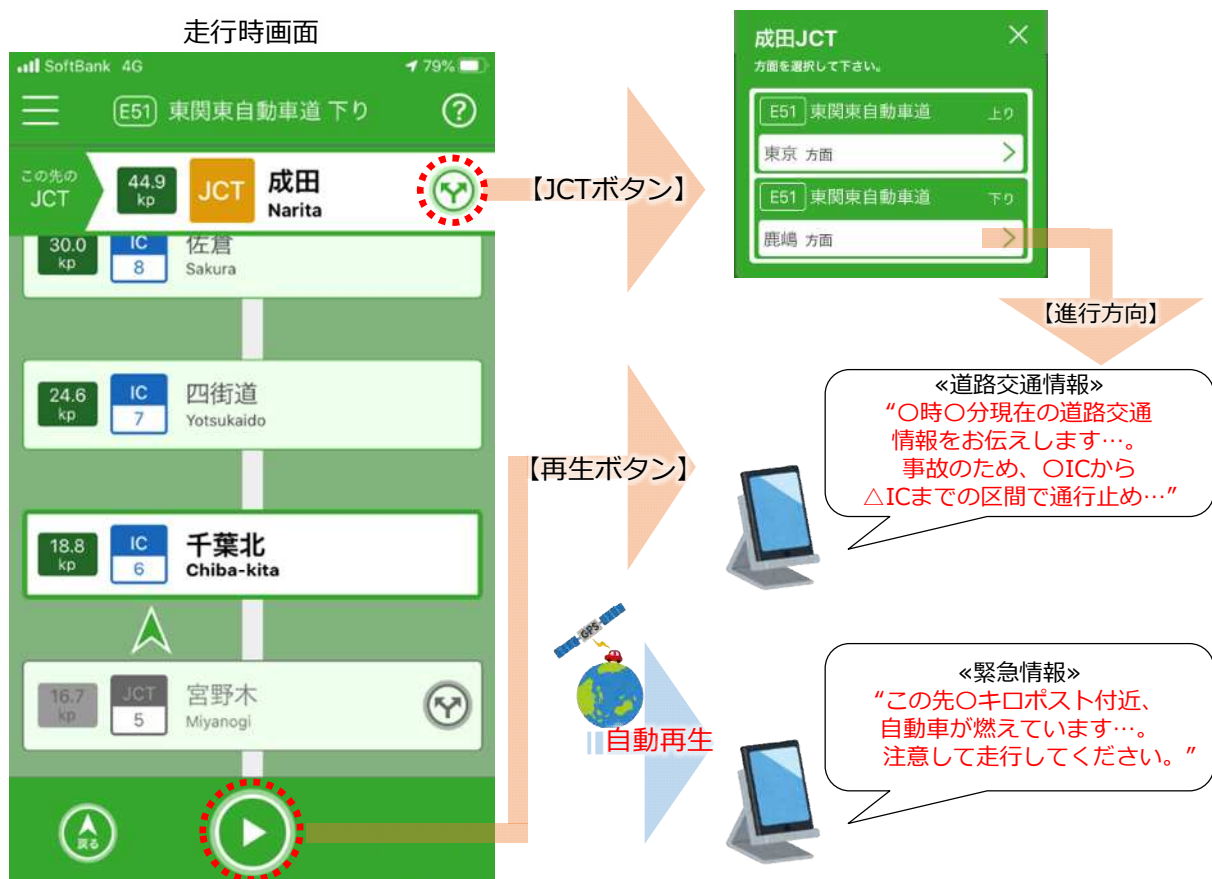 走行時画面
SoftBank 4G
79%
E51 東関東自動車道 下り
?
この先の
JCT
44.9
kp
JCT
成田
Narita
30.0
kp
IC
8
佐倉
Sakura
24.6
kp
IC
7
四街道
Yotsukaido
18.8
kp
IC
6
千葉北
Chiba-kita
16.7
kp
JCT
5
宮野木
Miyanogi
戻る
【JCTボタン】
成田JCT
方面を選択して下さい。
E51 東関東自動車道 上り
東京 方面
E51 東関東自動車道 下り
鹿嶋 方面
【進行方向】
【再生ボタン】
«道路交通情報»
“〇時〇分現在の道路交通
情報をお伝えします…。
事故のため、〇ICから
△ICまでの区間で通行止め…”
GPS
自動再生
«緊急情報»
“この先〇キロポスト付近、
自動車が燃えています…。
注意して走行してください。”